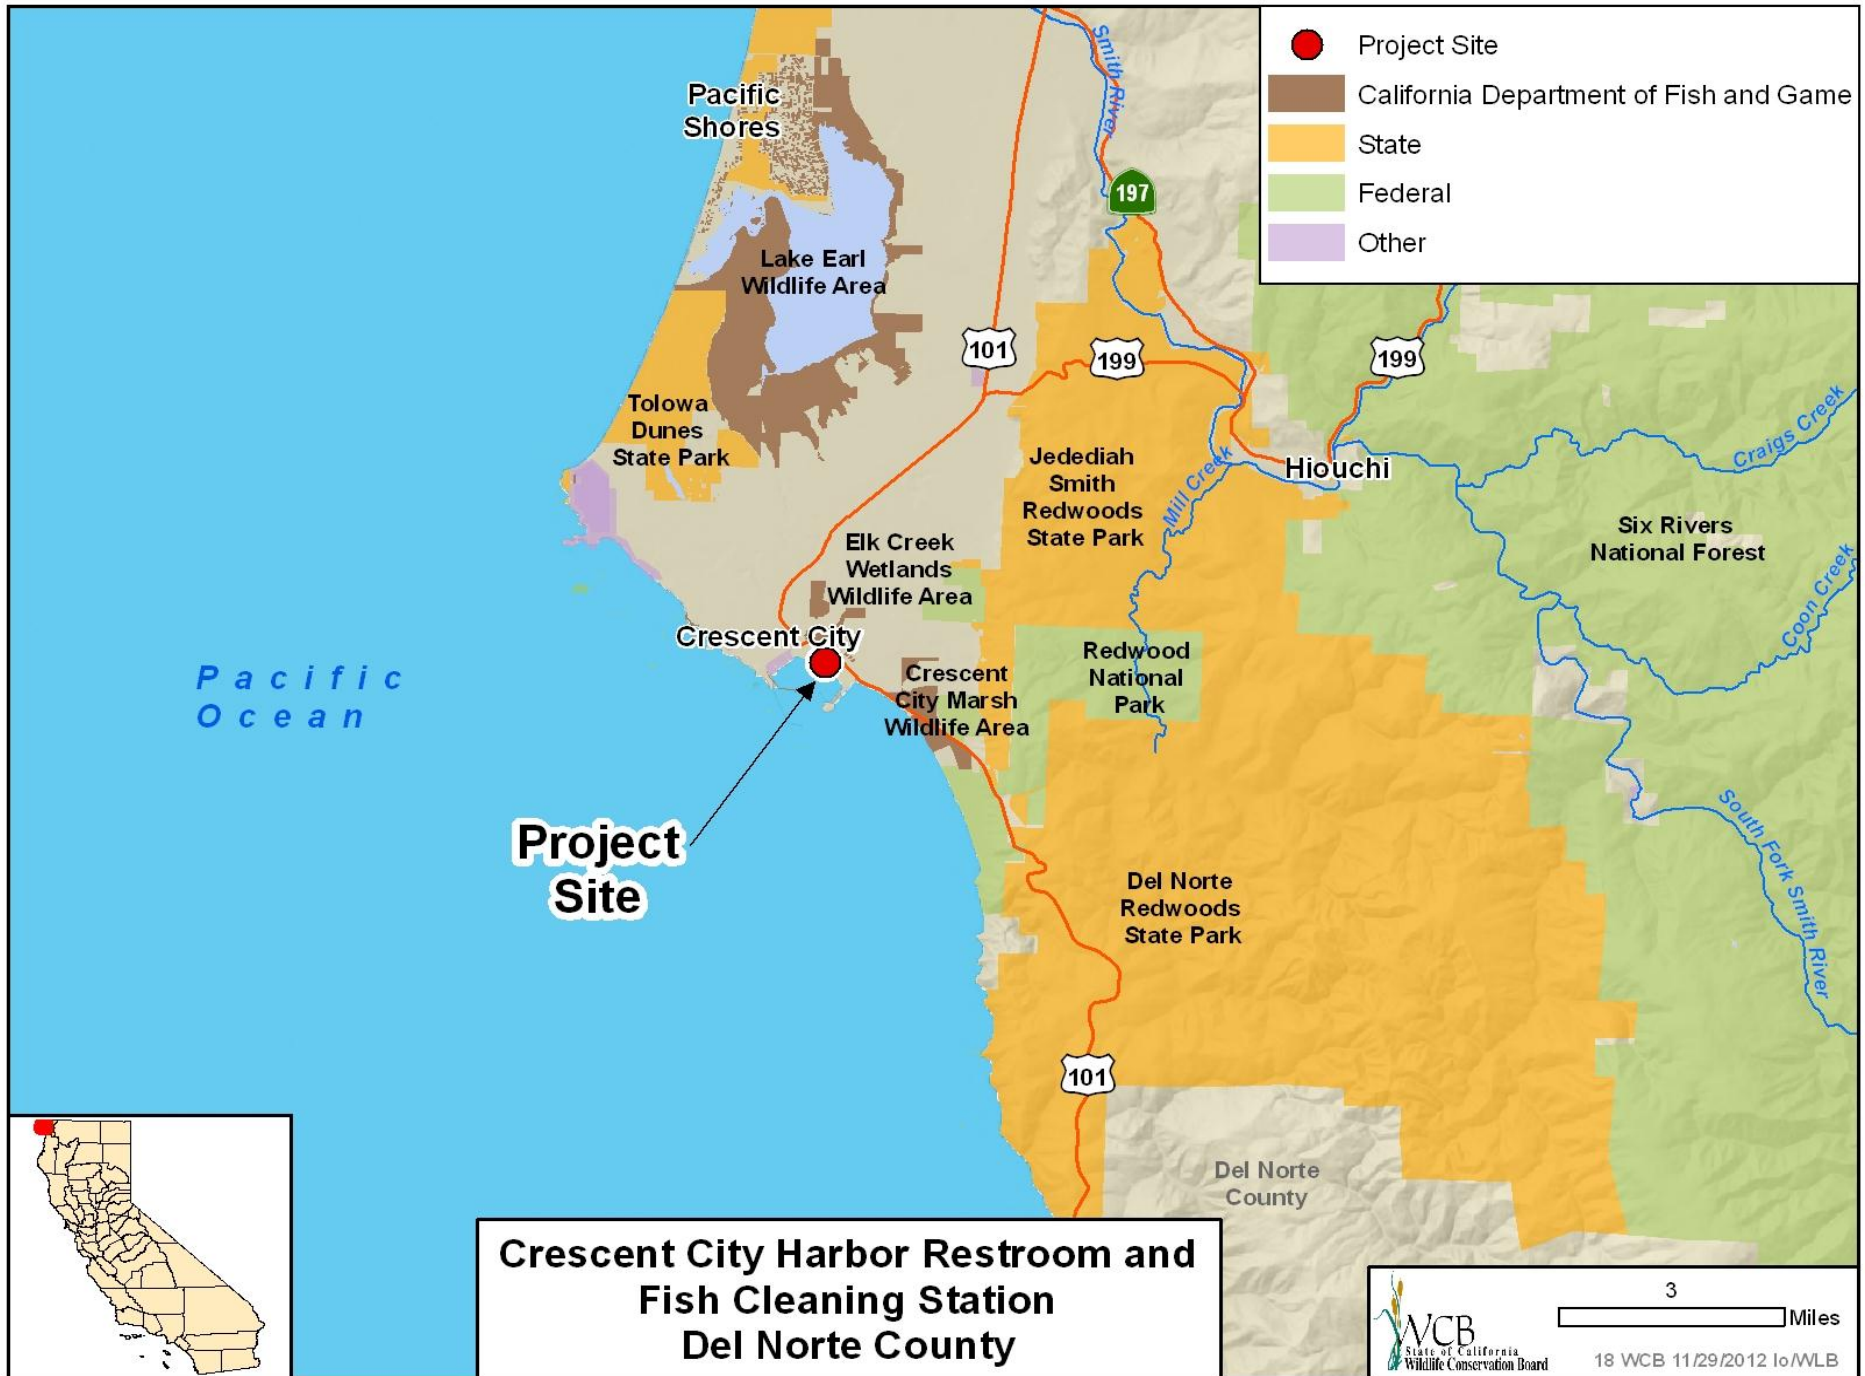 Project Site
California Department of Fish and Game
State
Federal
Other
Smith River
Pacific
Shores
197
Lake Earl
Wildlife Area
101
199
199
Tolowa
Dunes
State Park
Jedediah
Smith
Redwoods
State Park
Mill Creek
Hiouchi
Craigs Creek
Six Rivers
National Forest
Coon Creek
Elk Creek
Wetlands
Wildlife Area
Crescent City
Redwood
National
Park
Crescent
City Marsh
Wildlife Area
Pacific
Ocean
Project
Site
South Fork Smith River
Del Norte
Redwoods
State Park
101
Del Norte
County
Crescent City Harbor Restroom and
Fish Cleaning Station
Del Norte County
3
Miles
WCB
State of California
Wildlife Conservation Board
18 WCB 11/29/2012 lo/WLB